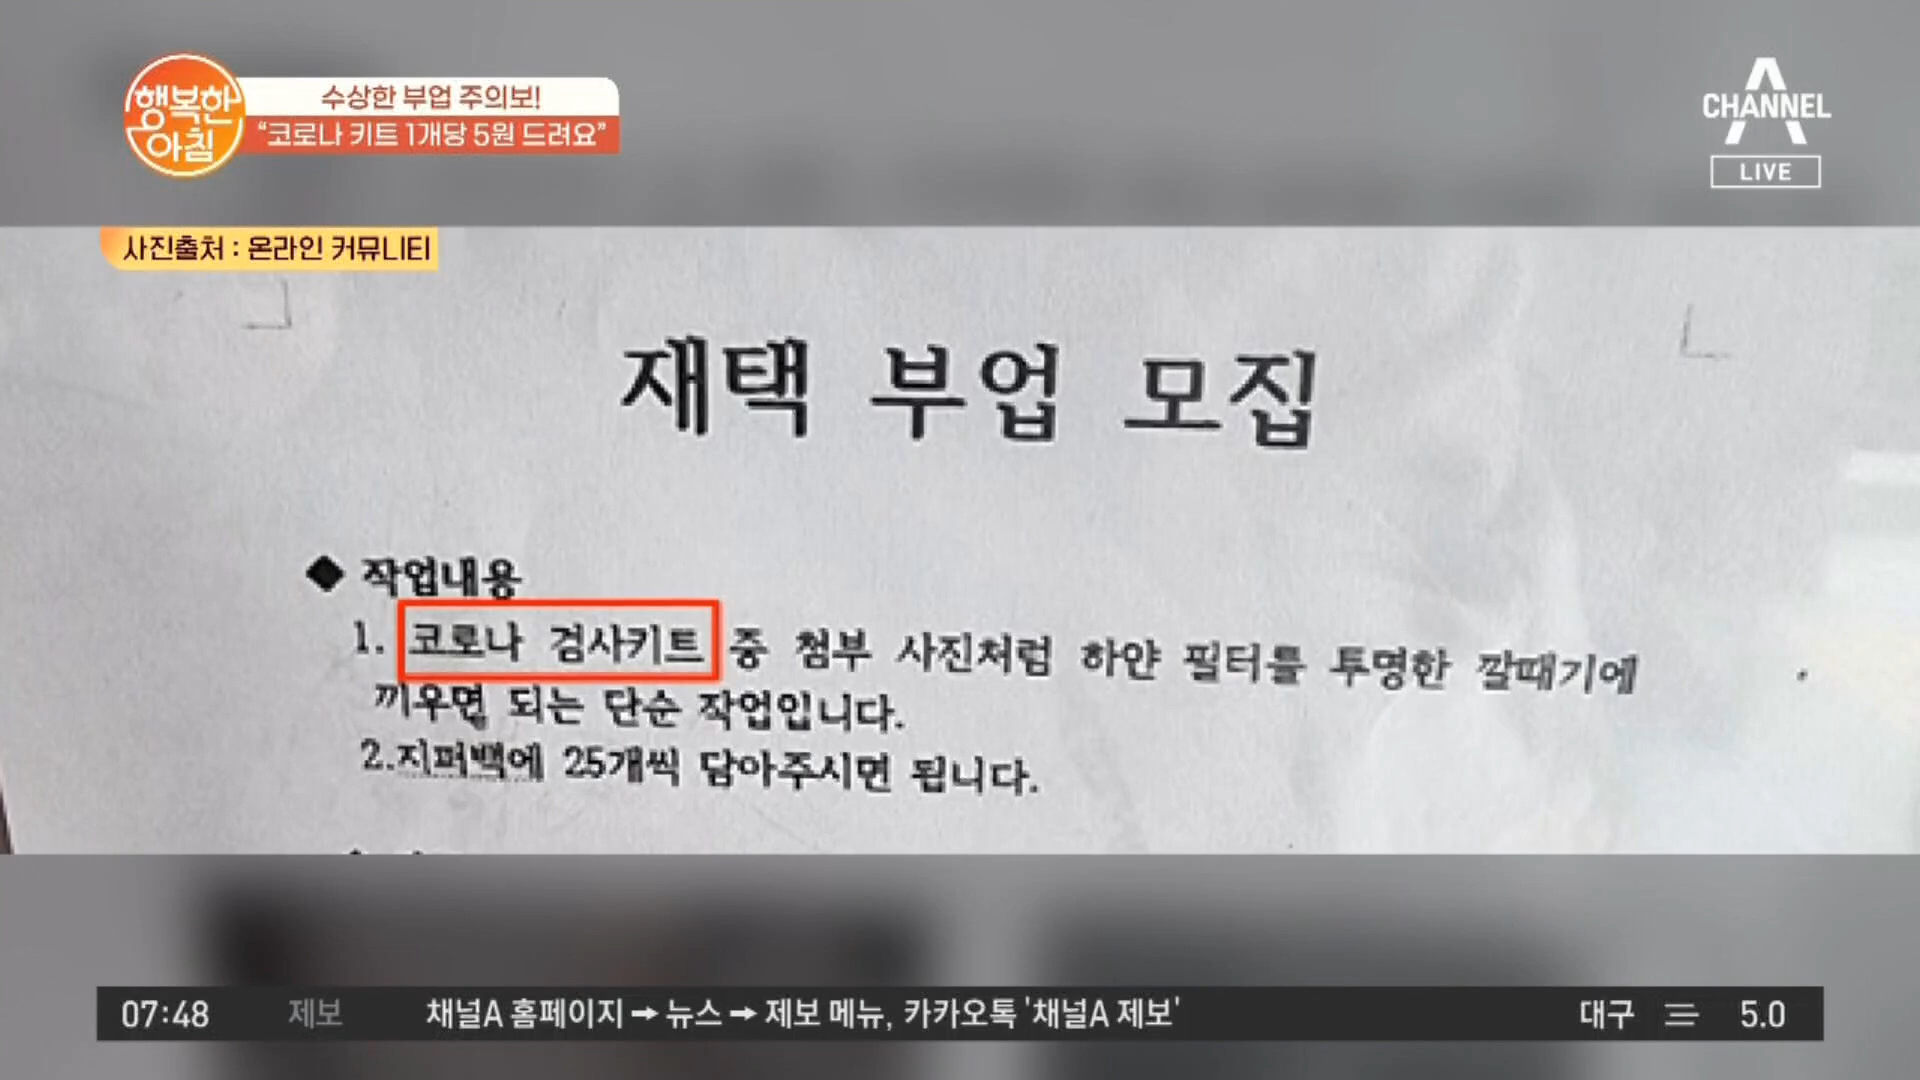 행복한
아침
수상한 부업 주의보!
“코로나 키트 1개당 5원 드려요”
CHANNEL A
LIVE
사진출처 : 온라인 커뮤니티
재택 부업 모집
◆ 작업내용
1. 코로나 검사키트 중 첨부 사진처럼 하얀 필터를 투명한 깔때기에
끼우면 되는 단순 작업입니다.
2.지퍼백에 25개씩 담아주시면 됩니다.
07:48 제보 채널A 홈페이지 → 뉴스 → 제보 메뉴, 카카오톡 '채널A 제보' 대구 5.0